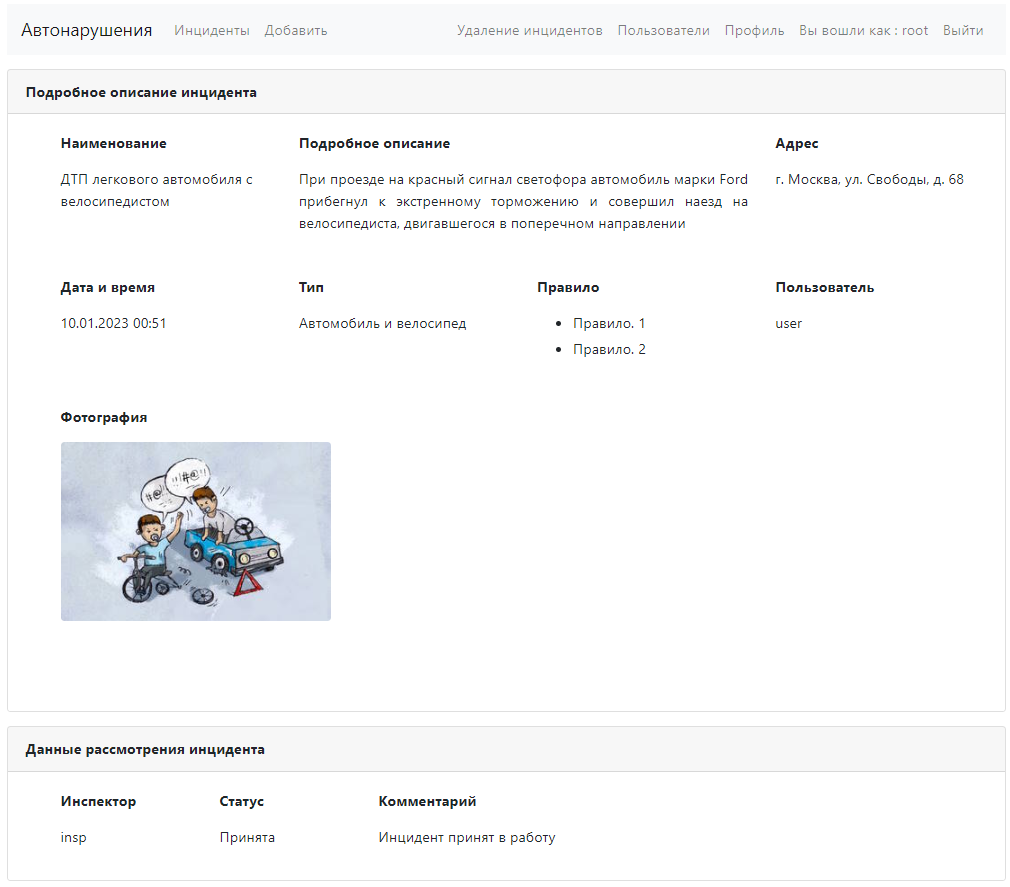 Автонарушения Инциденты Добавить Удаление инцидентов Пользователи Профиль Вы вошли как : root Выйти
Подробное описание инцидента
Наименование
ДТП легкового автомобиля с
велосипедистом
Подробное описание
При проезде на красный сигнал светофора автомобиль марки Ford
прибегнул к экстренному торможению и совершил наезд на
велосипедиста, двигавшегося в поперечном направлении
Адрес
г. Москва, ул. Свободы, д. 68
Дата и время
10.01.2023 00:51
Тип
Автомобиль и велосипед
Правило
Правило. 1
Правило. 2
Пользователь
user
Фотография
#@
#@
Данные рассмотрения инцидента
Инспектор
insp
Статус
Принята
Комментарий
Инцидент принят в работу